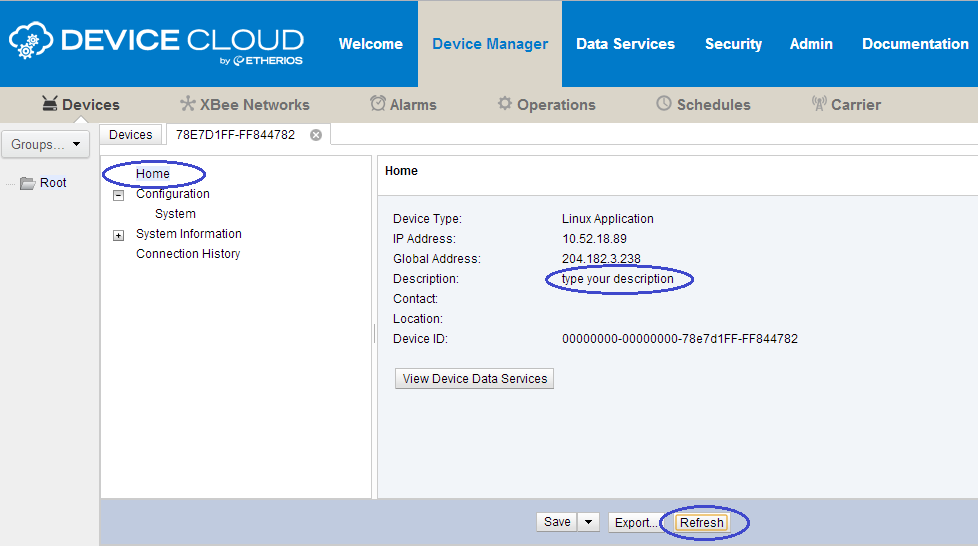 DEVICE CLOUD
by ETHERIOS
Welcome Device Manager Data Services Security Admin Documentation
Devices XBee Networks Alarms Operations Schedules Carrier
Groups... Devices 78E7D1FF-FF844782
Root
Home
Configuration
System
System Information
Connection History
Home
Device Type: Linux Application
IP Address: 10.52.18.89
Global Address: 204.182.3.238
Description: type your description
Contact:
Location:
Device ID: 00000000-00000000-78e7d1FF-FF844782
View Device Data Services
Save Export... Refresh